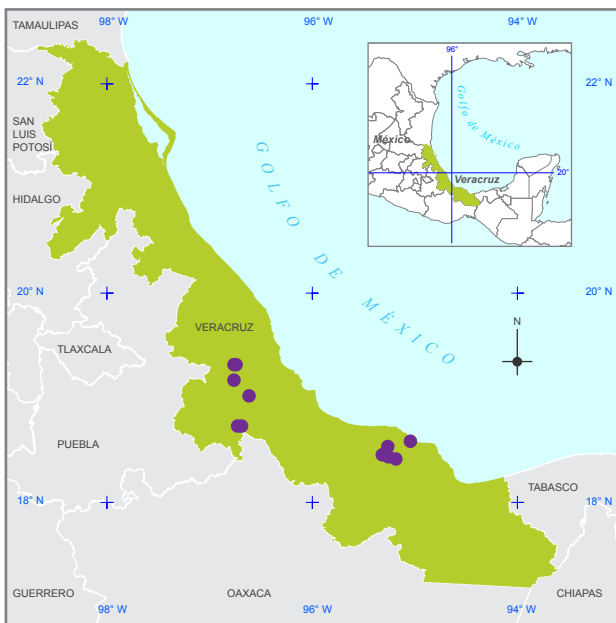 98° W
96° W
94° W
TAMAULIPAS
22° N
22° N
SAN
LUIS
POTOSÍ
HIDALGO
96°
Golfo de México
México
20°
Veracruz
GOLFO DE MÉXICO
20° N
20° N
VERACRUZ
N
TLAXCALA
PUEBLA
TABASCO
18° N
18° N
GUERRERO
OAXACA
CHIAPAS
98° W
96° W
94° W